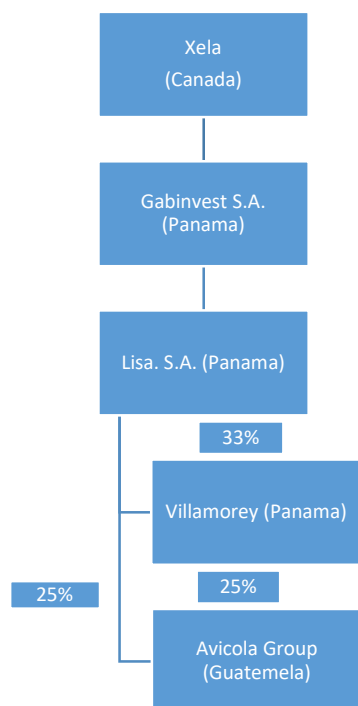 Xela
(Canada)
Gabinvest S.A.
(Panama)
Lisa. S.A. (Panama)
33%
Villamorey (Panama)
25%
25%
Avicola Group
(Guatemela)